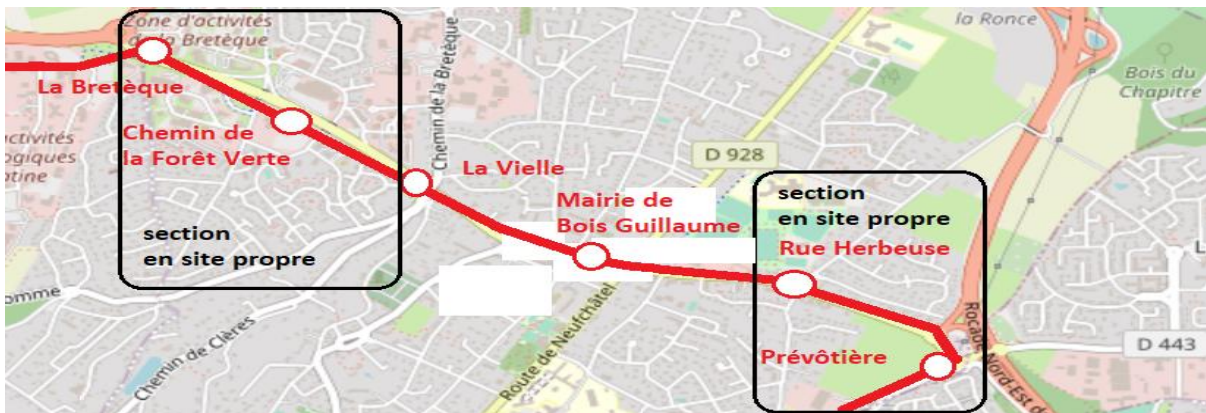 Zone d'activités
de la Bretèque
La Bretèque
Chemin de
la Forêt Verte
section
en site propre
Chemin de la Bretèque
La Vielle
Mairie de
Bois Guillaume
D 928
la Ronce
Bois du
Chapitre
section
en site propre
Rue Herbeuse
Prévôtière
D 443
Rocade Nord-Est
Route de Neufchâtel
Chemin de Clères